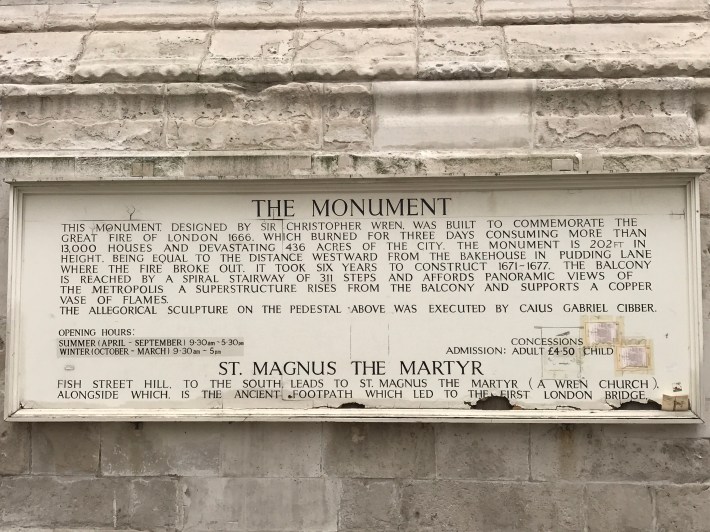 THE MONUMENT
THIS MONUMENT DESIGNED BY SIR CHRISTOPHER WREN, WAS BUILT TO COMMEMORATE THE
GREAT FIRE OF LONDON 1666, WHICH BURNED FOR THREE DAYS CONSUMING MORE THAN
13,000 HOUSES AND DEVASTATING 436 ACRES OF THE CITY. THE MONUMENT IS 202FT IN
HEIGHT, BEING EQUAL TO THE DISTANCE WESTWARD FROM THE BAKEHOUSE IN PUDDING LANE
WHERE THE FIRE BROKE OUT. IT TOOK SIX YEARS TO CONSTRUCT 1671-1677. THE BALCONY
IS REACHED BY A SPIRAL STAIRWAY OF 311 STEPS AND AFFORDS PANORAMIC VIEWS OF
THE METROPOLIS A SUPERSTRUCTURE RISES FROM THE BALCONY AND SUPPORTS A COPPER
VASE OF FLAMES.
THE ALLEGORICAL SCULPTURE ON THE PEDESTAL ABOVE WAS EXECUTED BY CAIUS GABRIEL CIBBER.
OPENING HOURS:
SUMMER (APRIL - SEPTEMBER) 9·30am - 5·30pm
WINTER (OCTOBER - MARCH) 9·30am - 5pm
CONCESSIONS
ADMISSION: ADULT £4·50 CHILD
ST. MAGNUS THE MARTYR
FISH STREET HILL, TO THE SOUTH, LEADS TO ST. MAGNUS THE MARTYR (A WREN CHURCH),
ALONGSIDE WHICH, IS THE ANCIENT FOOTPATH WHICH LED TO THE FIRST LONDON BRIDGE.